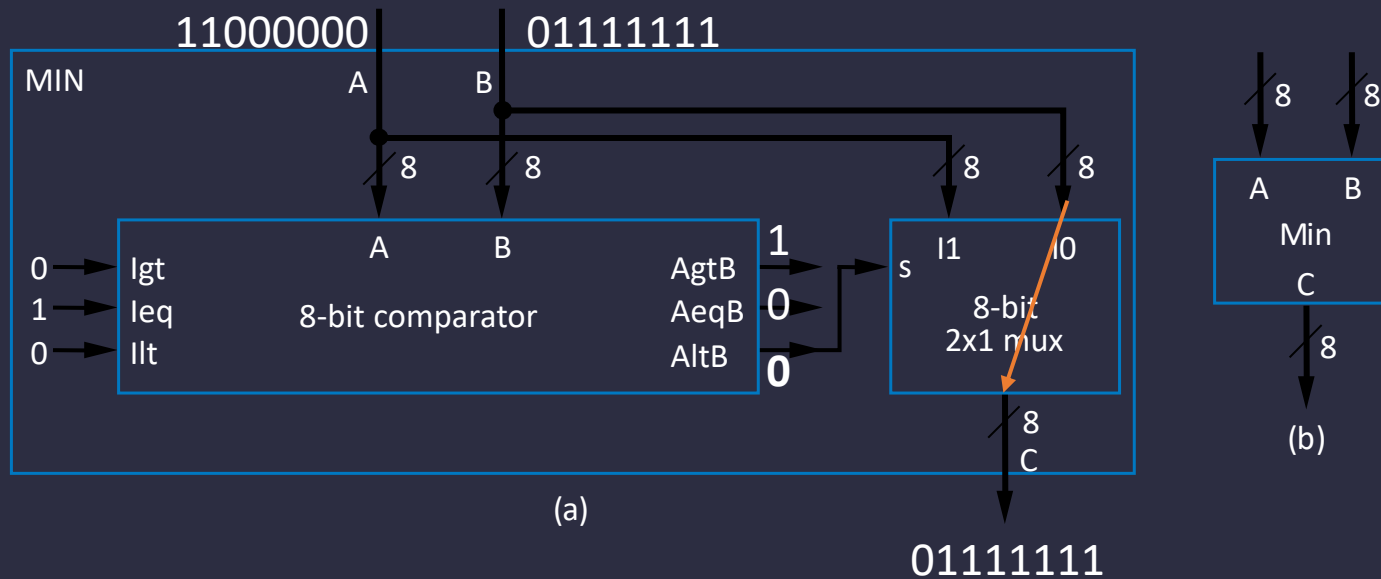 11000000 01111111
MIN A B
8 8 8 8 8 8
A B I1 I0 A B
0 Igt AgtB 1 s Min
1 Ieq 8-bit comparator AeqB 0 8-bit C
0 Ilt AltB 0 2x1 mux
8 8
C (b)
(a)
01111111